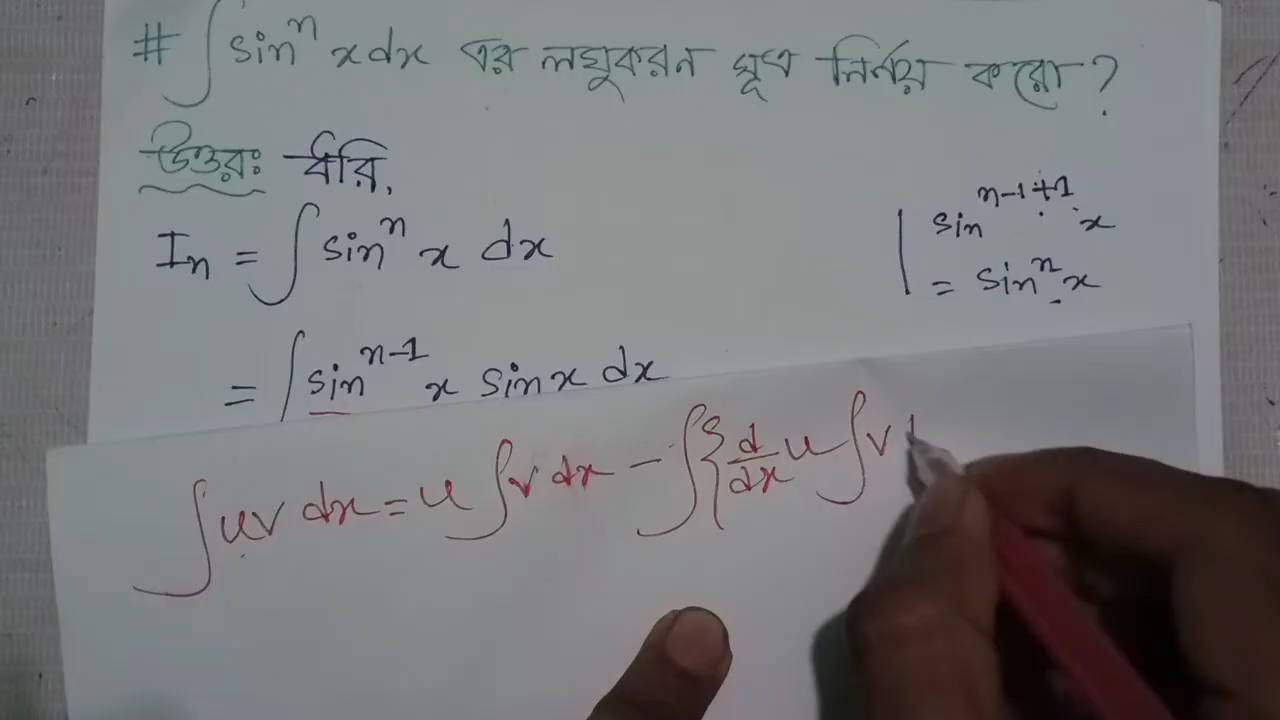 # ∫ sinⁿ x dx এর লঘুকরন সূত্র নির্নয় করো?
উত্তরঃ ধরি,
Iₙ = ∫ sinⁿ x dx
= ∫ sinⁿ⁻¹ x sin x dx
| sinⁿ⁻¹⁺¹ x
= sinⁿ x
∫ uv dx = u ∫ v dx - ∫ { d/dx u ∫ v